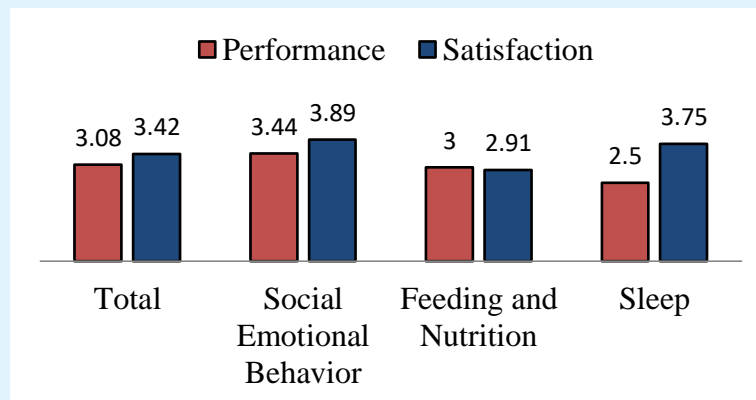 Performance Satisfaction
3.08 3.42 3.44 3.89 3 2.91 2.5 3.75
Total Social Emotional Behavior Feeding and Nutrition Sleep